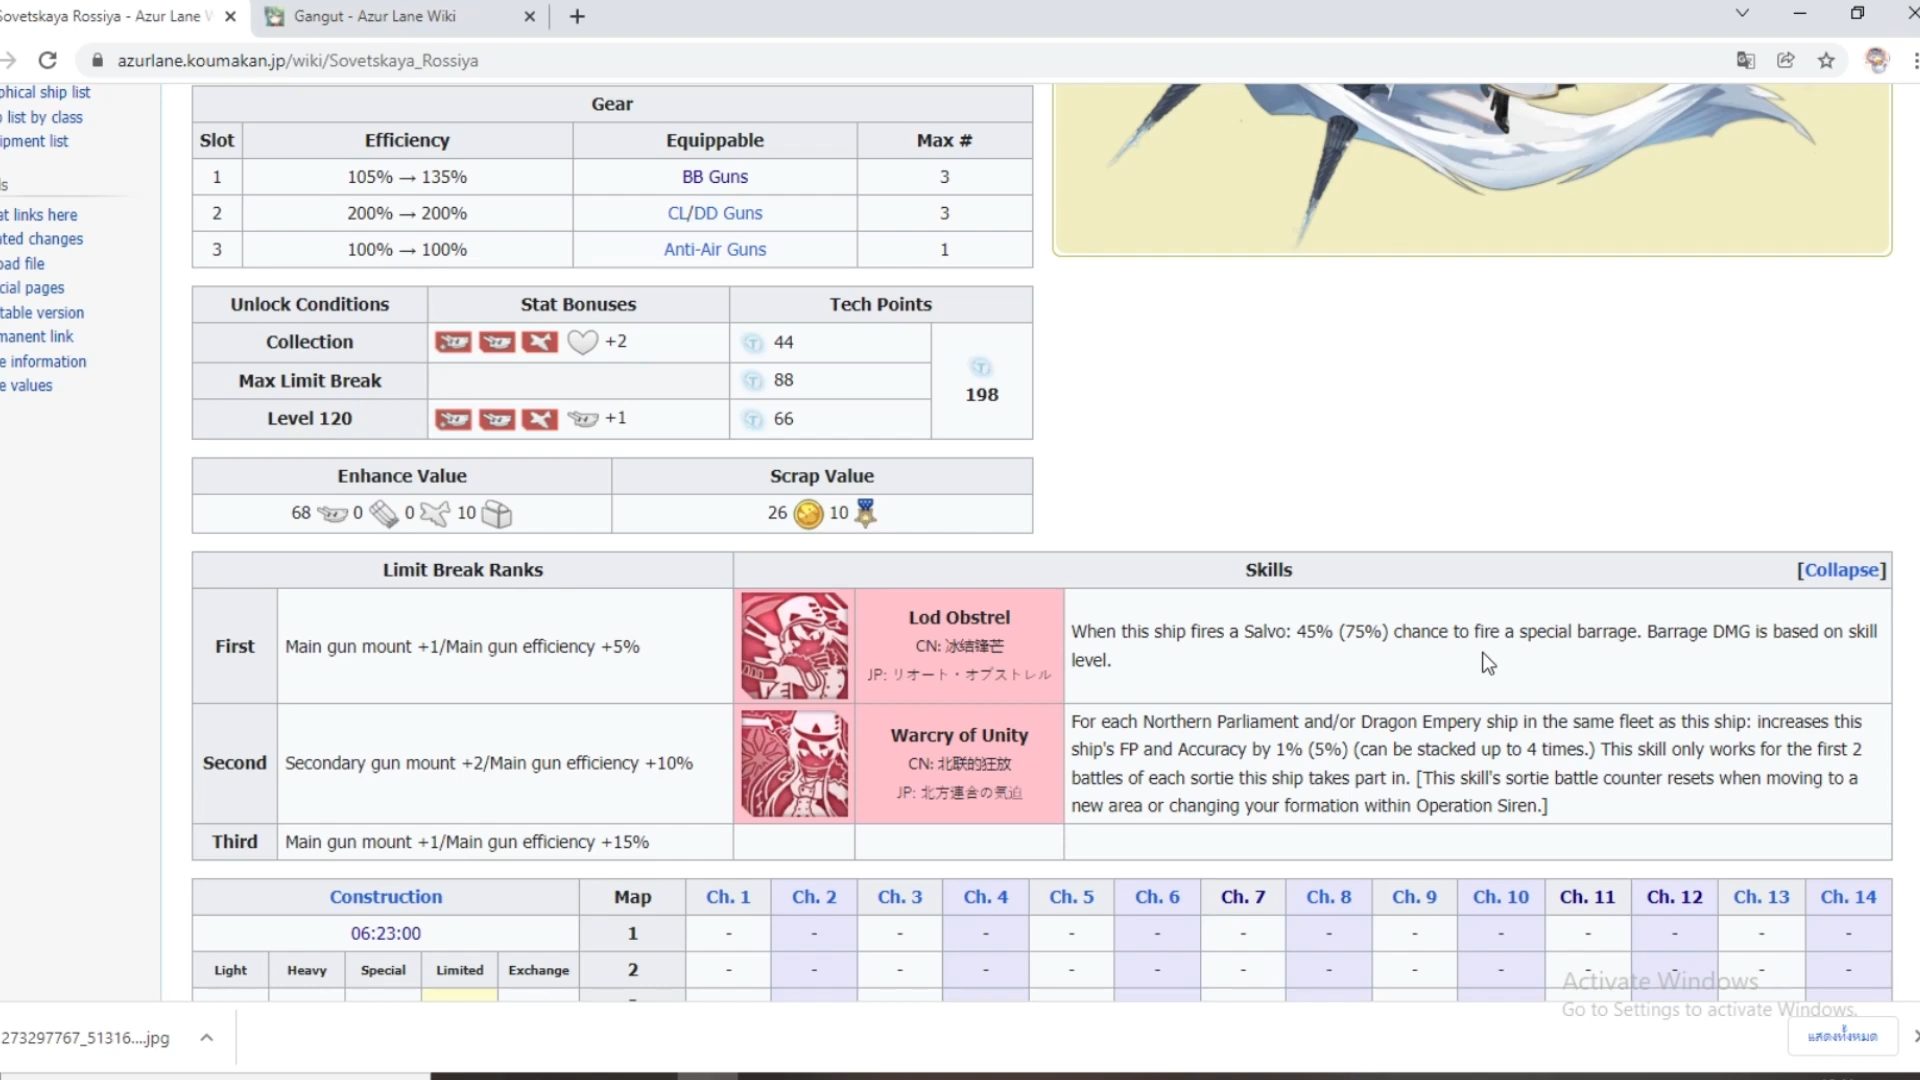 Sovetskaya Rossiya - Azur Lane W
Gangut - Azur Lane Wiki
azurlane.koumakan.jp/wiki/Sovetskaya_Rossiya
phical ship list
list by class
ipment list
ls
at links here
ated changes
oad file
cial pages
table version
manent link
e information
e values
Gear
Slot Efficiency Equippable Max #
1 105% → 135% BB Guns 3
2 200% → 200% CL/DD Guns 3
3 100% → 100% Anti-Air Guns 1
Unlock Conditions Stat Bonuses Tech Points
Collection +2 44
Max Limit Break 88 198
Level 120 +1 66
Enhance Value Scrap Value
68 0 0 10 26 10
Limit Break Ranks Skills [Collapse]
First Main gun mount +1/Main gun efficiency +5%
Lod Obstrel
CN: 冰结锋芒
JP: リオート・オブストレル
When this ship fires a Salvo: 45% (75%) chance to fire a special barrage. Barrage DMG is based on skill
level.
Second Secondary gun mount +2/Main gun efficiency +10%
Warcry of Unity
CN: 北联的狂放
JP: 北方連合の気迫
For each Northern Parliament and/or Dragon Empery ship in the same fleet as this ship: increases this
ship's FP and Accuracy by 1% (5%) (can be stacked up to 4 times.) This skill only works for the first 2
battles of each sortie this ship takes part in. [This skill's sortie battle counter resets when moving to a
new area or changing your formation within Operation Siren.]
Third Main gun mount +1/Main gun efficiency +15%
Construction Map Ch. 1 Ch. 2 Ch. 3 Ch. 4 Ch. 5 Ch. 6 Ch. 7 Ch. 8 Ch. 9 Ch. 10 Ch. 11 Ch. 12 Ch. 13 Ch. 14
06:23:00 1 - - - - - - - - - - - - - -
Light Heavy Special Limited Exchange 2 - - - - - - - - - - - - - -
Activate Windows
Go to Settings to activate Windows.
273297767_51316....jpg
แสดงทั้งหมด